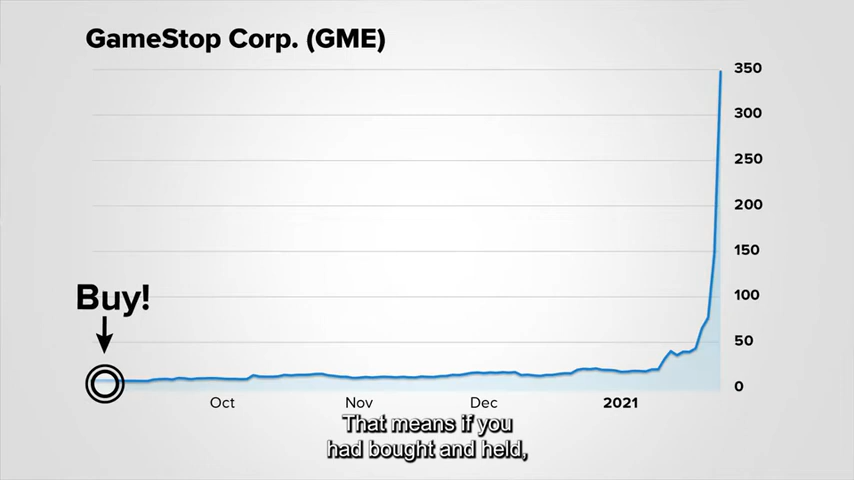 GameStop Corp. (GME)
350
300
250
200
150
100
50
0
Buy!
Oct Nov Dec 2021
That means if you
had bought and held,